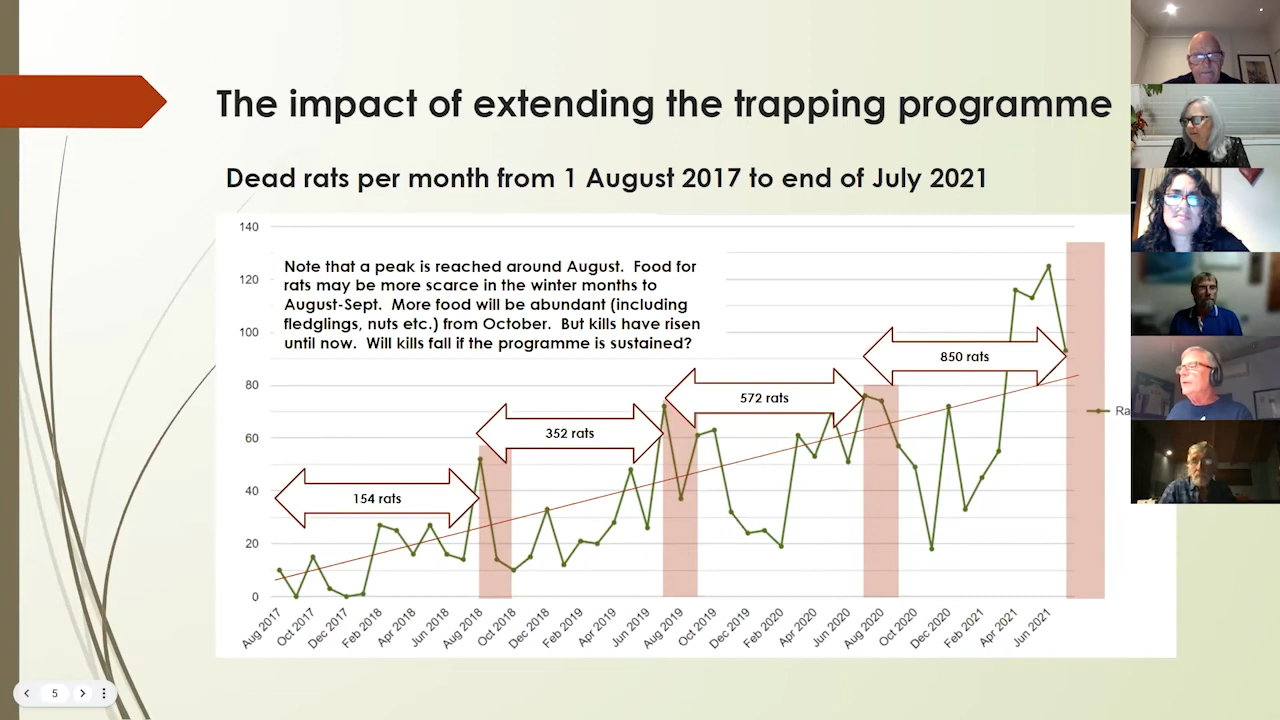 The impact of extending the trapping programme
Dead rats per month from 1 August 2017 to end of July 2021
140
120
100
80
60
40
20
0
Note that a peak is reached around August. Food for
rats may be more scarce in the winter months to
August-Sept. More food will be abundant (including
fledglings, nuts etc.) from October. But kills have risen
until now. Will kills fall if the programme is sustained?
154 rats
352 rats
572 rats
850 rats
Ra
Aug 2017
Oct 2017
Dec 2017
Feb 2018
Apr 2018
Jun 2018
Aug 2018
Oct 2018
Dec 2018
Feb 2019
Apr 2019
Jun 2019
Aug 2019
Oct 2019
Dec 2019
Feb 2020
Apr 2020
Jun 2020
Aug 2020
Oct 2020
Dec 2020
Feb 2021
Apr 2021
Jun 2021
5